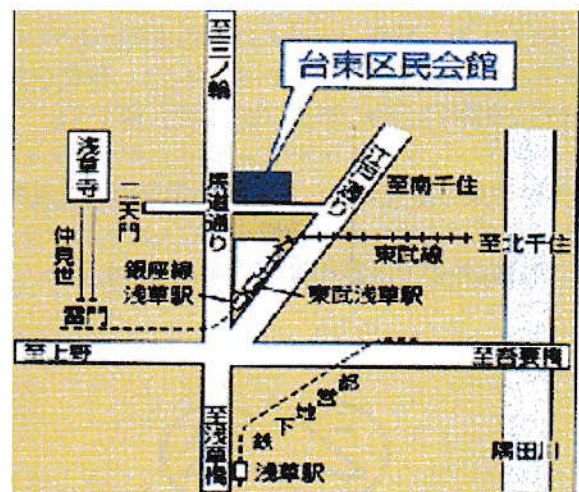 至三ノ輪
台東区民会館
浅草寺
二天門
馬道通り
江戸通り
至南千住
仲見世
東武線
至北千住
銀座線
浅草駅
東武浅草駅
雷門
至上野
至吾妻橋
都営地下鉄
至浅草橋
浅草駅
隅田川